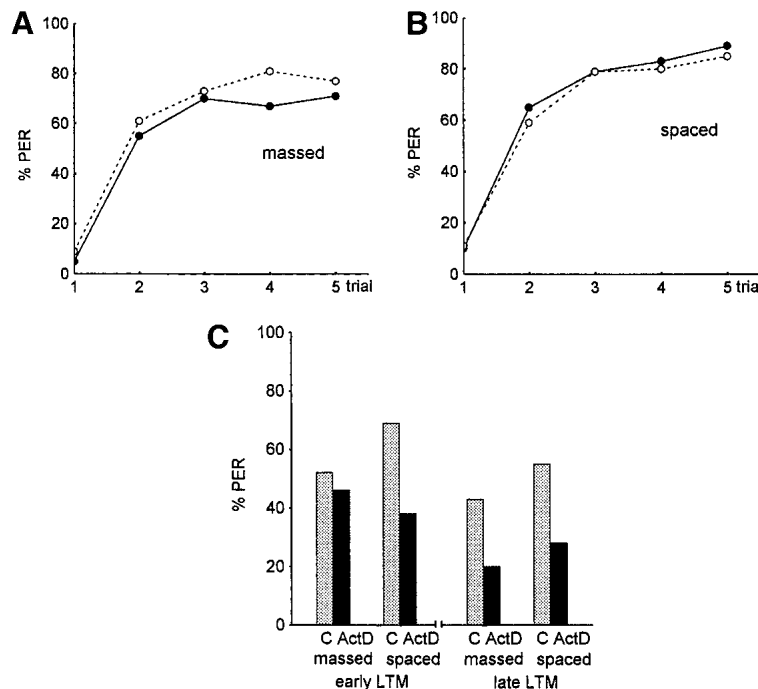 A
100
80
60
40
20
0
% PER
massed
1 2 3 4 5 trial
B
100
80
60
40
20
0
% PER
spaced
1 2 3 4 5 trial
C
100
80
60
40
20
0
% PER
C ActD C ActD C ActD C ActD
massed spaced massed spaced
early LTM late LTM